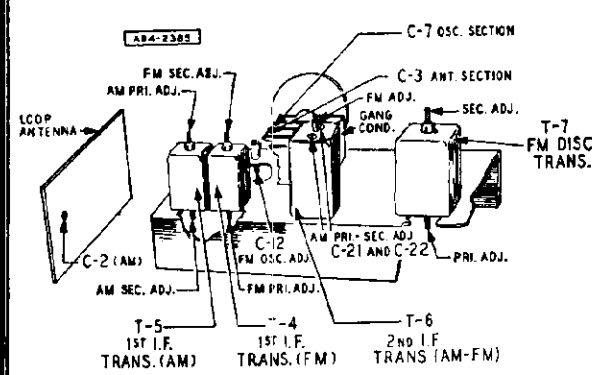 AB4-2385
C-7 OSC. SECTION
C-3 ANT. SECTION
FM SEC. ADJ.
AM PRI. ADJ.
FM ADJ.
GANG
COND.
SEC. ADJ.
LOOP
ANTENNA
T-7
FM DISC
TRANS.
C-2 (AM)
C-12
FM OSC. ADJ.
AM PRI.-SEC. ADJ
C-21 AND C-22
PRI. ADJ.
AM SEC. ADJ.
FM PRI. ADJ.
T-5
1ST I.F.
TRANS. (AM)
T-4
1ST I.F.
TRANS. (FM)
T-6
2ND I.F
TRANS (AM-FM)